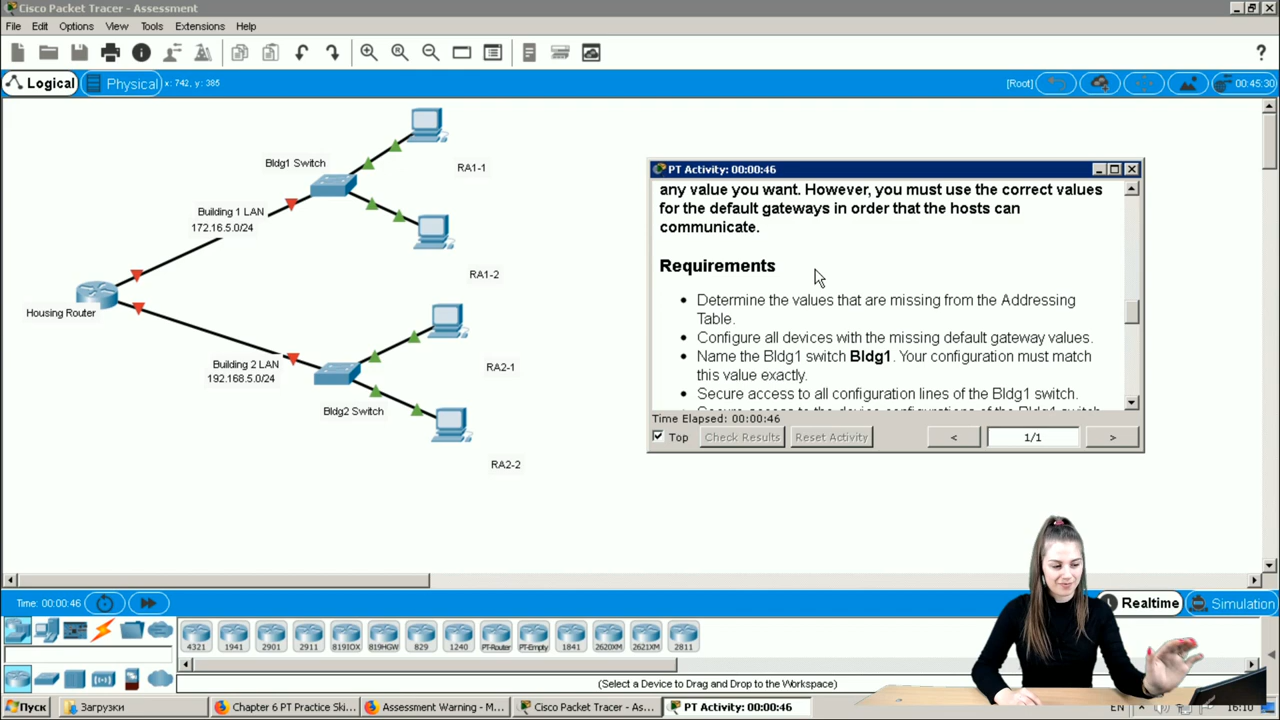 Cisco Packet Tracer - Assessment
File Edit Options View Tools Extensions Help
?
Logical Physical x: 742, y: 385 [Root] 00:45:30
Bldg1 Switch
RA1-1
Building 1 LAN
172.16.5.0/24
RA1-2
Housing Router
Building 2 LAN
192.168.5.0/24
RA2-1
Bldg2 Switch
RA2-2
PT Activity: 00:00:46
any value you want. However, you must use the correct values
for the default gateways in order that the hosts can
communicate.
Requirements
• Determine the values that are missing from the Addressing
Table.
• Configure all devices with the missing default gateway values.
• Name the Bldg1 switch Bldg1. Your configuration must match
this value exactly.
• Secure access to all configuration lines of the Bldg1 switch.
Time Elapsed: 00:00:46
Top Check Results Reset Activity < 1/1 >
Time: 00:00:46 Realtime Simulation
4321 1941 2901 2911 819IOX 819HGW 829 1240 PT-Router PT-Empty 1841 2620XM 2621XM 2811
(Select a Device to Drag and Drop to the Workspace)
Пуск Загрузки Chapter 6 PT Practice Ski... Assessment Warning - M... Cisco Packet Tracer - As... PT Activity: 00:00:46 EN 16:10